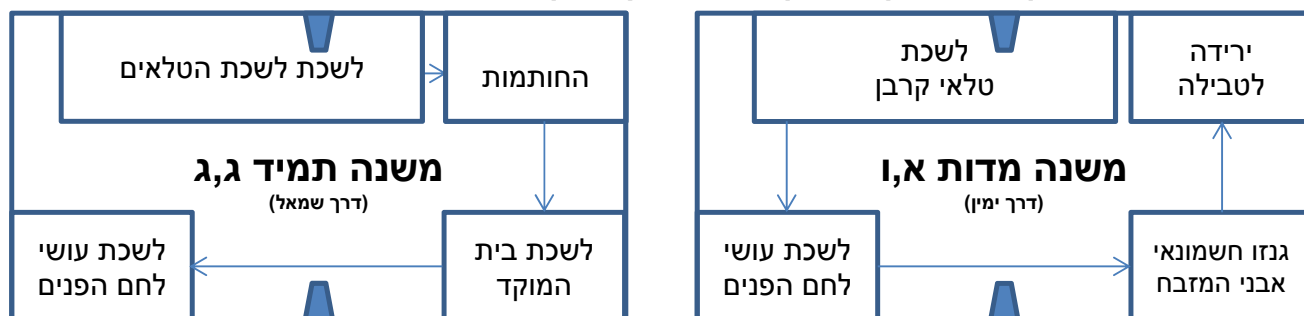 ירידה
לטבילה
לשכת
טלאי קרבן
משנה מדות א,ו
(דרך ימין)
גנזו חשמונאי
אבני המזבח
לשכת עושי
לחם הפנים
החותמות
לשכת לשכת הטלאים
משנה תמיד ג,ג
(דרך שמאל)
לשכת בית
המוקד
לשכת עושי
לחם הפנים